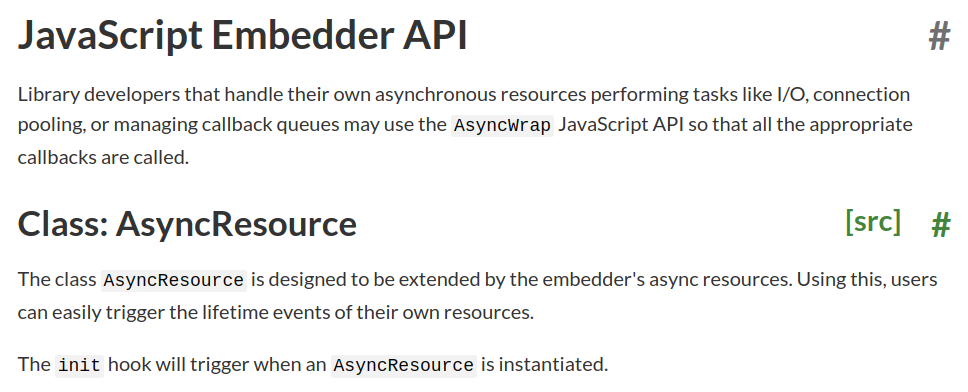 JavaScript Embedder API #
Library developers that handle their own asynchronous resources performing tasks like I/O, connection
pooling, or managing callback queues may use the AsyncWrap JavaScript API so that all the appropriate
callbacks are called.
Class: AsyncResource [src] #
The class AsyncResource is designed to be extended by the embedder's async resources. Using this, users
can easily trigger the lifetime events of their own resources.
The init hook will trigger when an AsyncResource is instantiated.